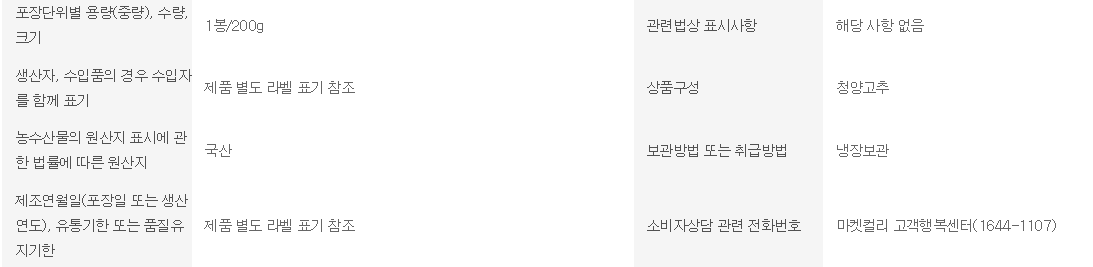 포장단위별 용량(중량), 수량,
크기
1봉/200g
관련법상 표시사항
해당 사항 없음
생산자, 수입품의 경우 수입자
를 함께 표기
제품 별도 라벨 표기 참조
상품구성
청양고추
농수산물의 원산지 표시에 관
한 법률에 따른 원산지
국산
보관방법 또는 취급방법
냉장보관
제조연월일(포장일 또는 생산
연도), 유통기한 또는 품질유
지기한
제품 별도 라벨 표기 참조
소비자상담 관련 전화번호
마켓컬리 고객행복센터(1644-1107)